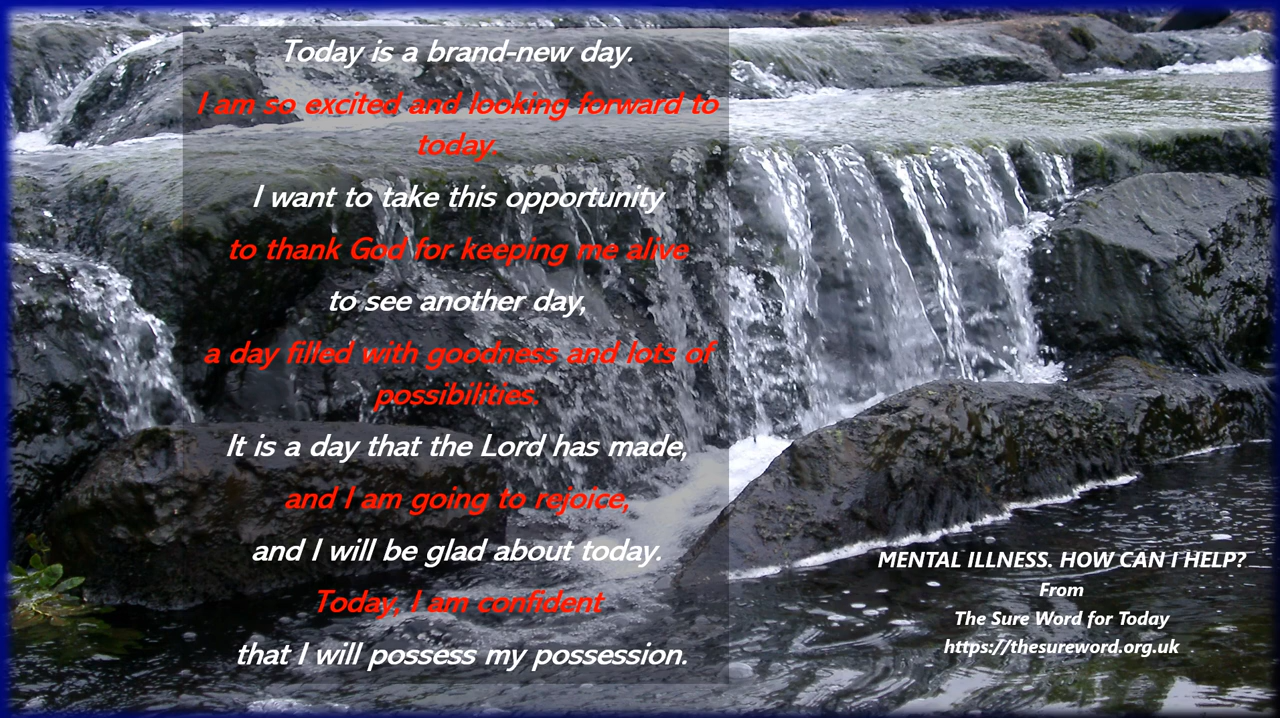 Today is a brand-new day.
I am so excited and looking forward to
today.
I want to take this opportunity
to thank God for keeping me alive
to see another day,
a day filled with goodness and lots of
possibilities.
It is a day that the Lord has made,
and I am going to rejoice,
and I will be glad about today.
Today, I am confident
that I will possess my possession.
MENTAL ILLNESS. HOW CAN I HELP?
From
The Sure Word for Today
https://thesureword.org.uk